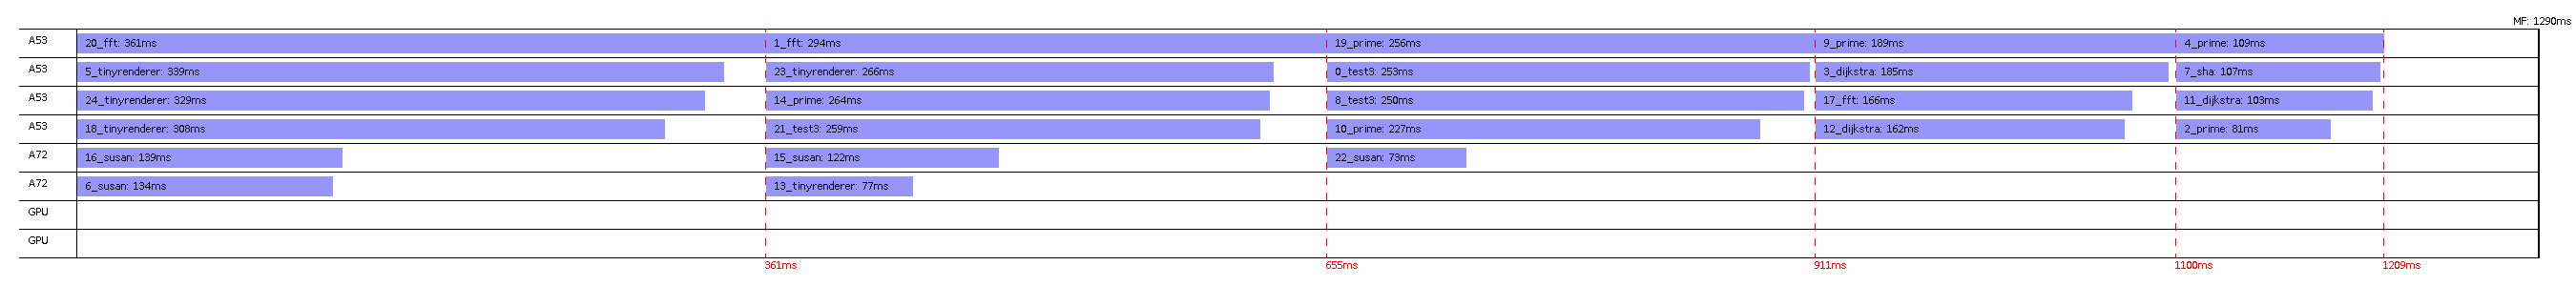 MF: 1290ms
A53 20_fft: 361ms 1_fft: 294ms 19_prime: 256ms 9_prime: 189ms 4_prime: 109ms
A53 5_tinyrenderer: 339ms 23_tinyrenderer: 266ms 0_test3: 253ms 3_dijkstra: 185ms 7_sha: 107ms
A53 24_tinyrenderer: 329ms 14_prime: 264ms 8_test3: 250ms 17_fft: 166ms 11_dijkstra: 103ms
A53 18_tinyrenderer: 308ms 21_test3: 259ms 10_prime: 227ms 12_dijkstra: 162ms 2_prime: 81ms
A72 16_susan: 139ms 15_susan: 122ms 22_susan: 73ms
A72 6_susan: 134ms 13_tinyrenderer: 77ms
GPU
GPU
361ms 655ms 911ms 1100ms 1209ms